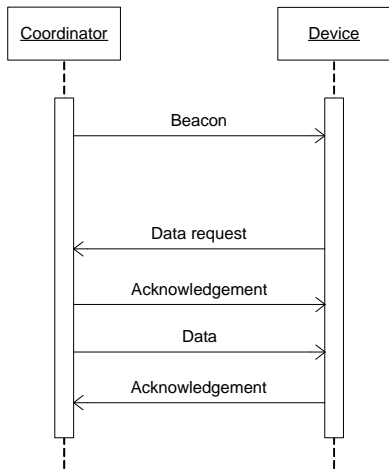 Coordinator
Device
Beacon
Data request
Acknowledgement
Data
Acknowledgement